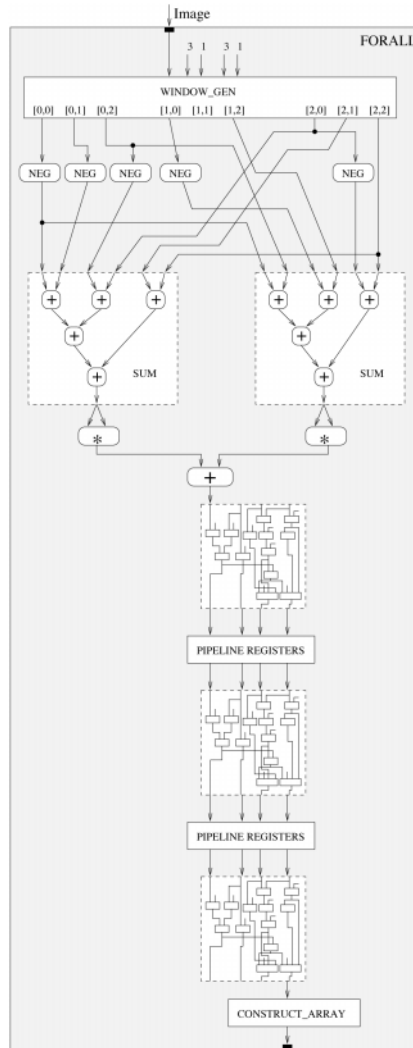 Image
FORALL
3 1 3 1
WINDOW_GEN
[0,0] [0,1] [0,2] [1,0] [1,1] [1,2] [2,0] [2,1] [2,2]
NEG NEG NEG NEG NEG
+ + + + + +
+ +
+ SUM + SUM
* *
+
PIPELINE REGISTERS
PIPELINE REGISTERS
CONSTRUCT_ARRAY